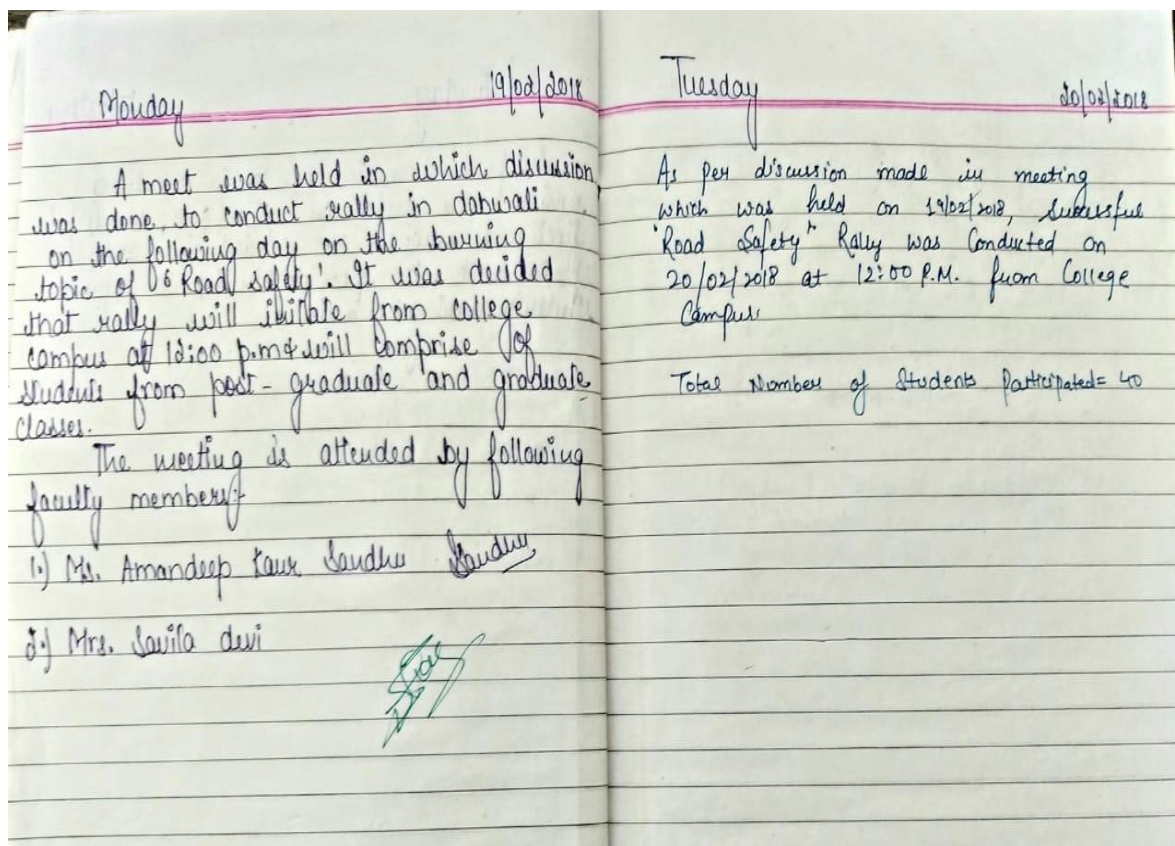 Monday 19/02/2018
A meet was held in which discussion
was done, to conduct rally in dabwali
on the following day on the burning
topic of 'Road safety'. It was decided
that rally will initiate from college
campus at 12:00 p.m & will comprise of
students from post-graduate and graduate
classes.
The meeting is attended by following
faculty members:-
1.) Ms. Amandeep Kaur Sandhu Sandhu
2.) Mrs. Savila devi
Tuesday 20/02/2018
As per discussion made in meeting
which was held on 19/02/2018, Successful
"Road Safety" Rally was Conducted on
20/02/2018 at 12:00 P.M. from College
Campus.
Total Number of Students Participated= 40